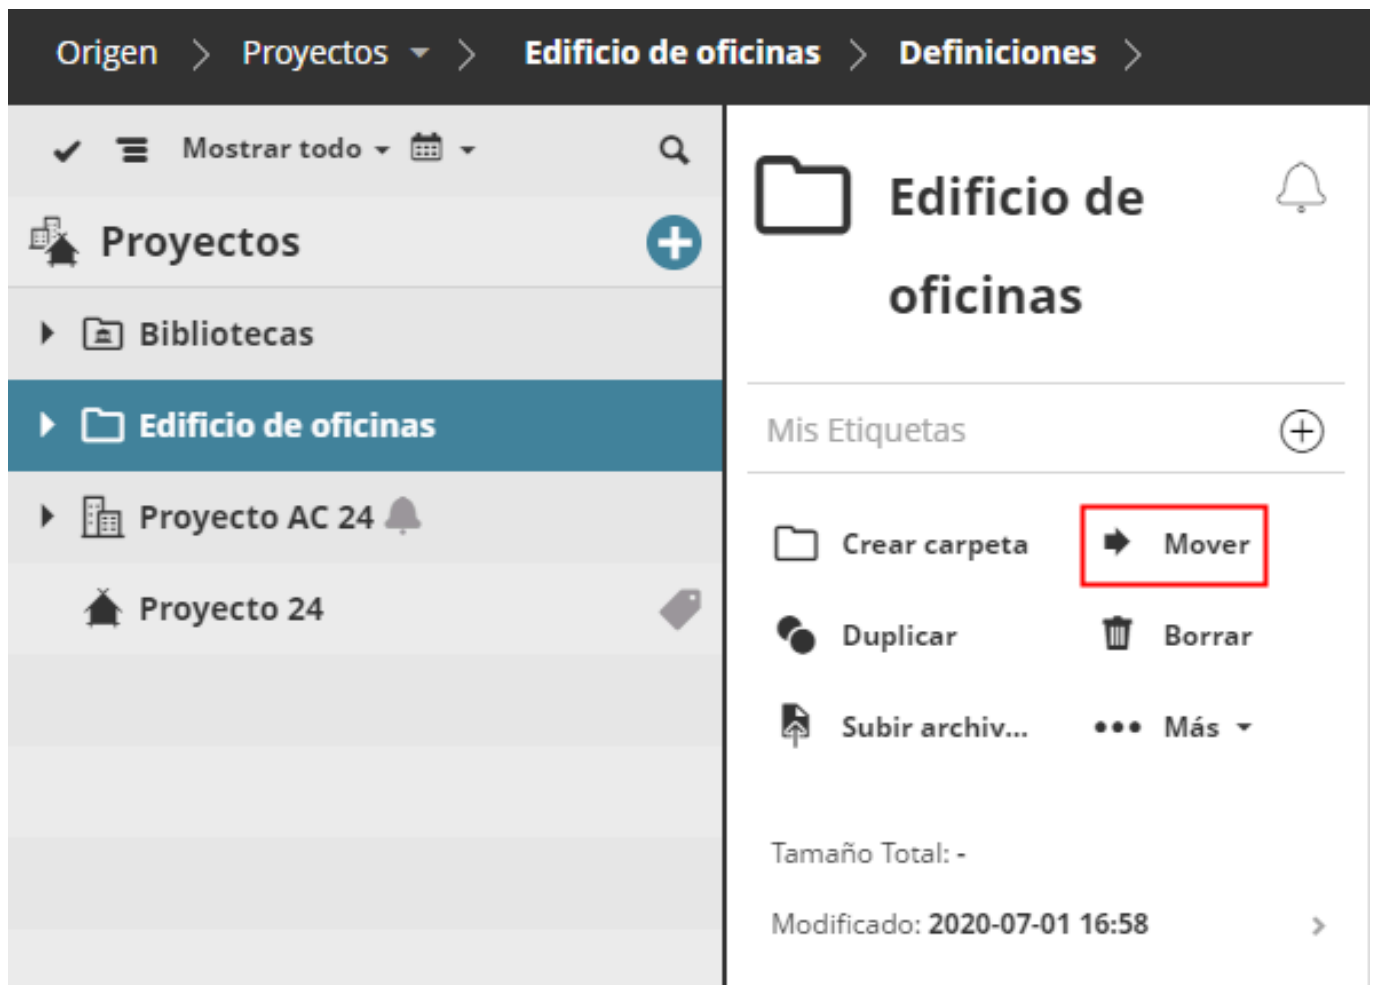 Origen > Proyectos > Edificio de oficinas > Definiciones >
Mostrar todo
Proyectos
Bibliotecas
Edificio de oficinas
Proyecto AC 24
Proyecto 24
Edificio de
oficinas
Mis Etiquetas
Crear carpeta
Mover
Duplicar
Borrar
Subir archiv...
Más
Tamaño Total: -
Modificado: 2020-07-01 16:58